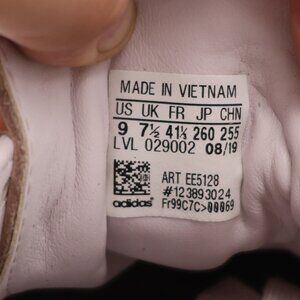 MADE IN VIETNAM
US UK FR JP CHN
9 7½ 41⅓ 260 255
LVL 029002 08/19
ART EE5128
#123893024
adidas Fr99C7C>00069